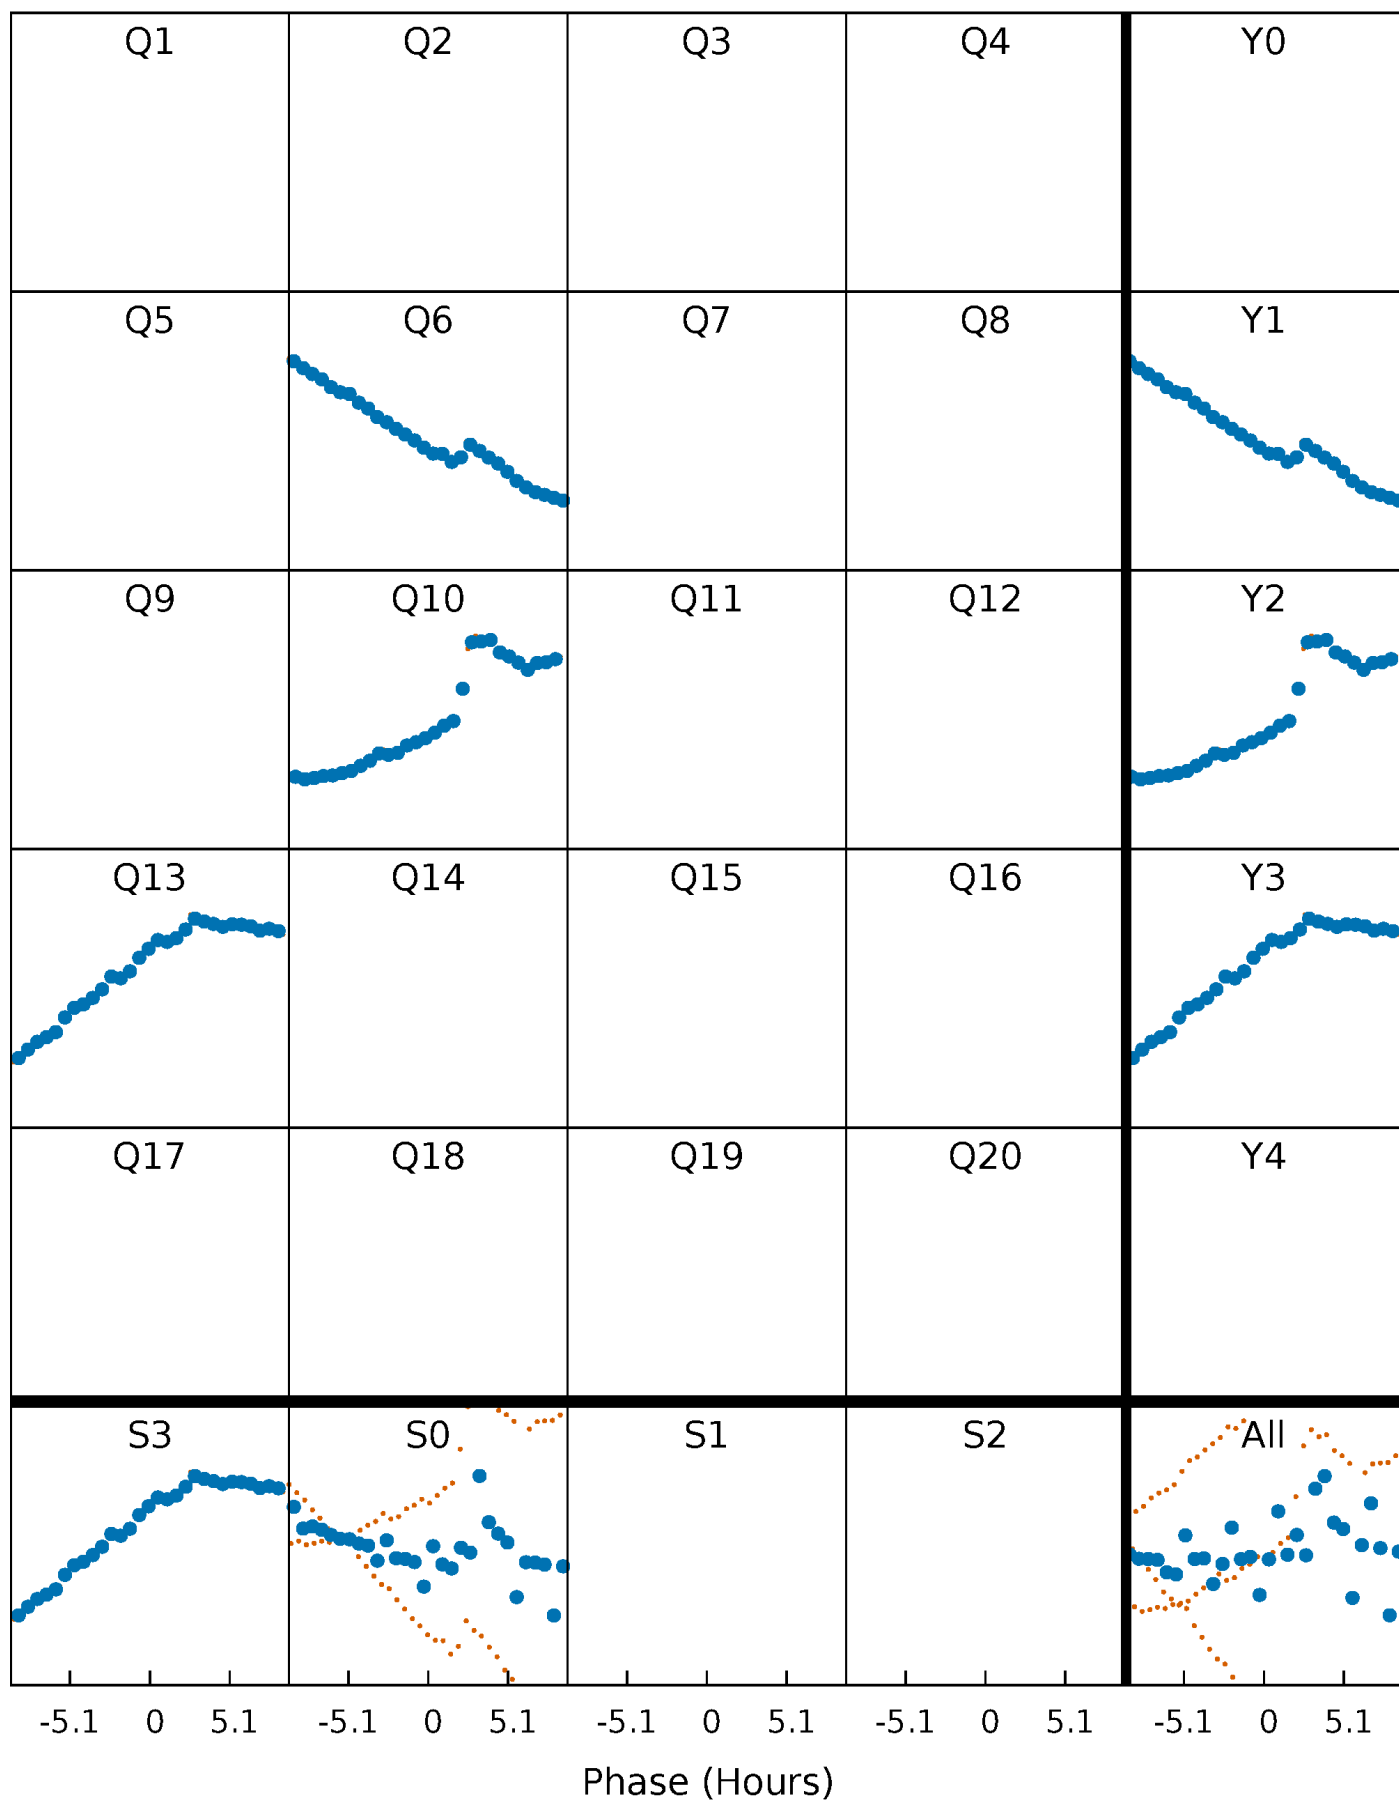 Q1 Q2 Q3 Q4 Y0
Q5 Q6 Q7 Q8 Y1
Q9 Q10 Q11 Q12 Y2
Q13 Q14 Q15 Q16 Y3
Q17 Q18 Q19 Q20 Y4
S3 S0 S1 S2 All
-5.1 0 5.1 -5.1 0 5.1 -5.1 0 5.1 -5.1 0 5.1 -5.1 0 5.1
Phase (Hours)